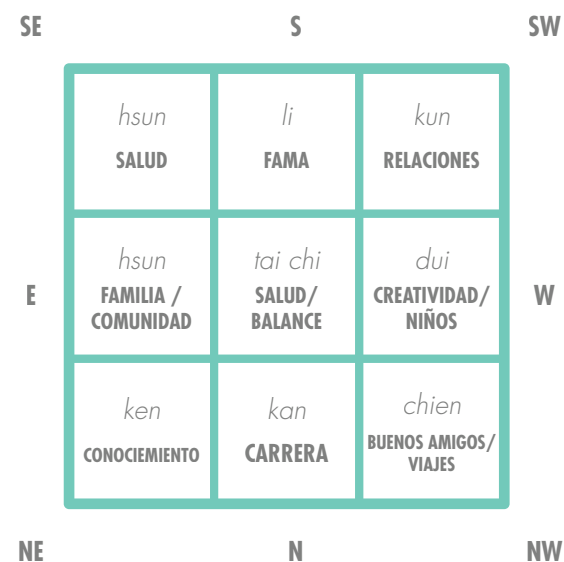 SE S SW
hsun
SALUD
li
FAMA
kun
RELACIONES
E
hsun
FAMILIA /
COMUNIDAD
tai chi
SALUD/
BALANCE
dui
CREATIVIDAD/
NIÑOS
W
ken
CONOCIEMIENTO
kan
CARRERA
chien
BUENOS AMIGOS/
VIAJES
NE N NW